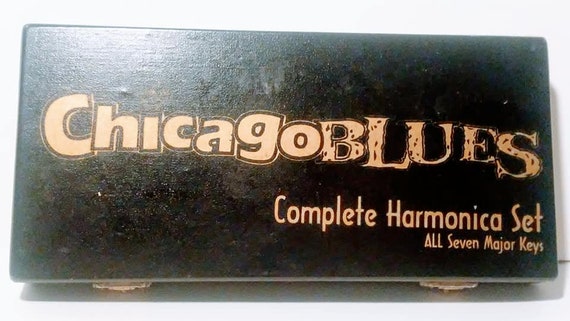 ChicagoBLUES
Complete Harmonica Set
ALL Seven Major Keys